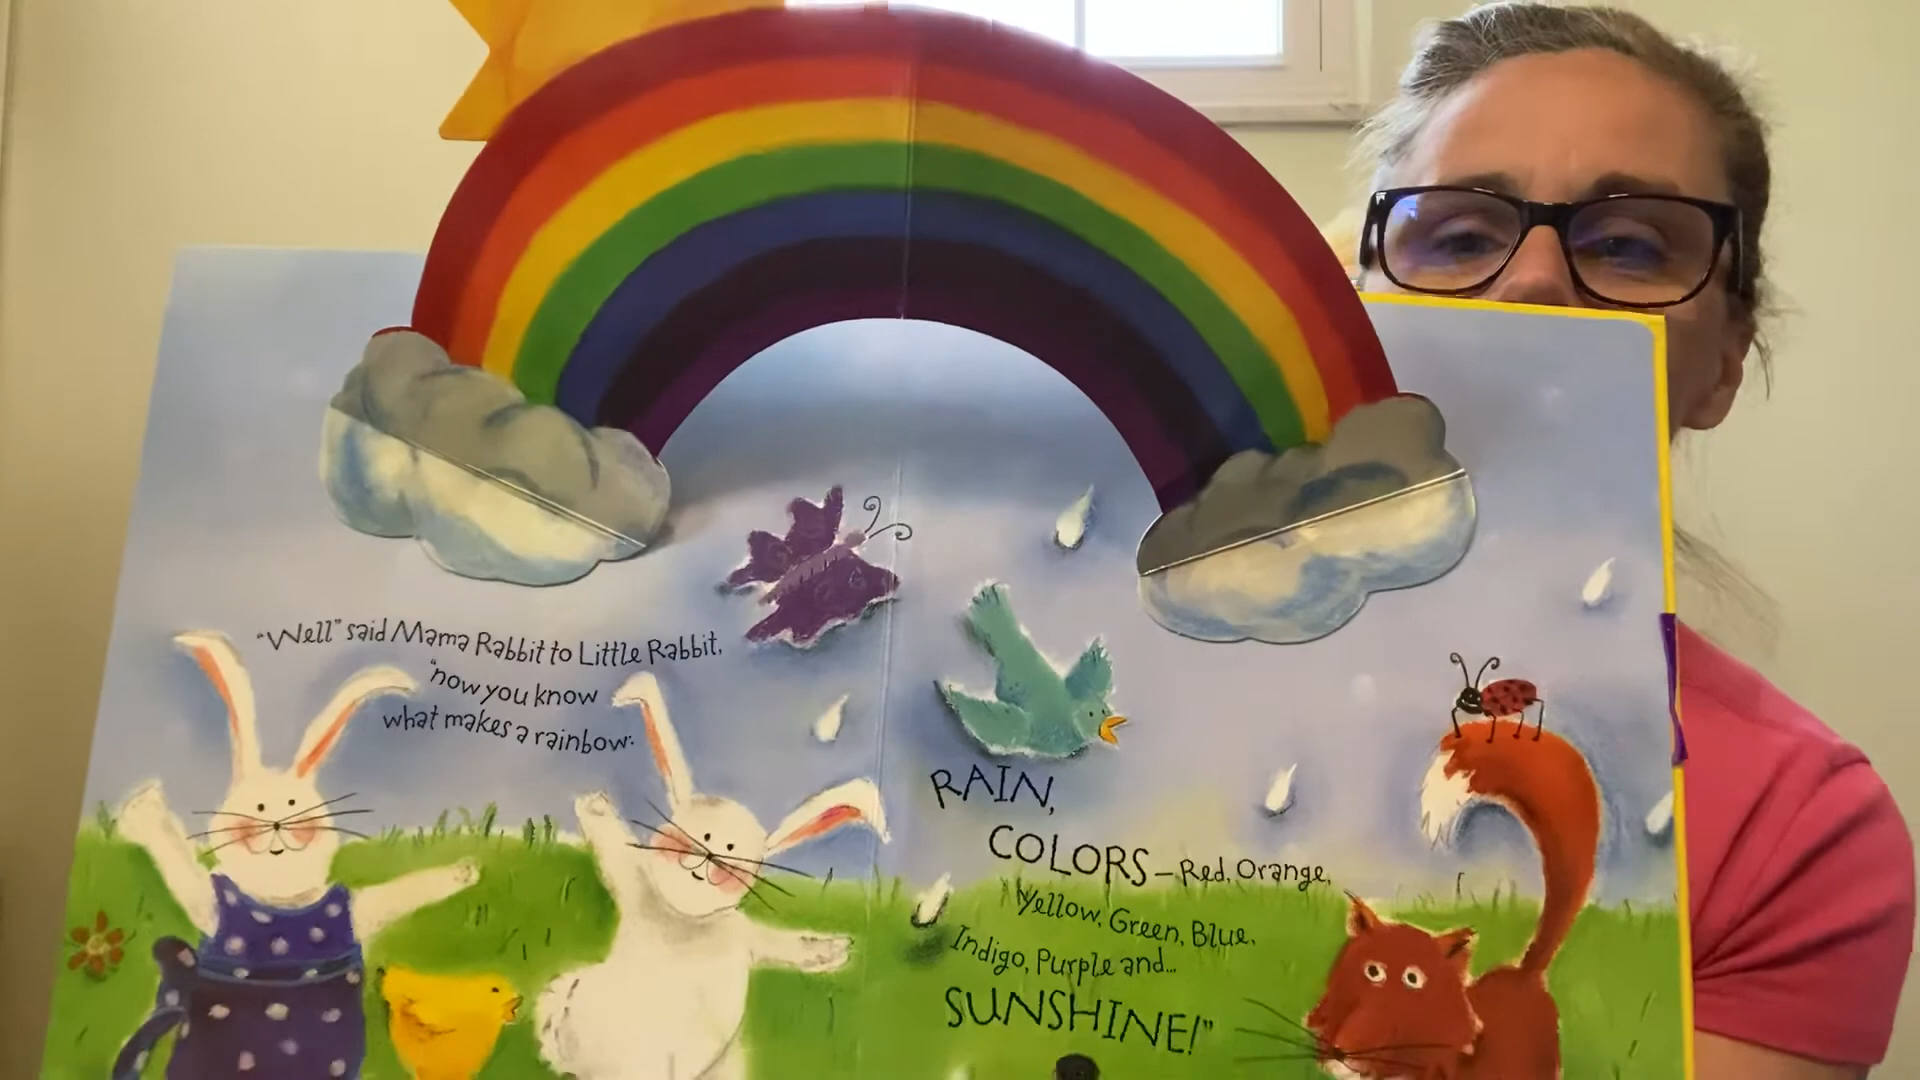 "Well" said Mama Rabbit to Little Rabbit,
"now you know
what makes a rainbow.
RAIN,
COLORS – Red, Orange,
Yellow, Green, Blue,
Indigo, Purple and...
SUNSHINE!"